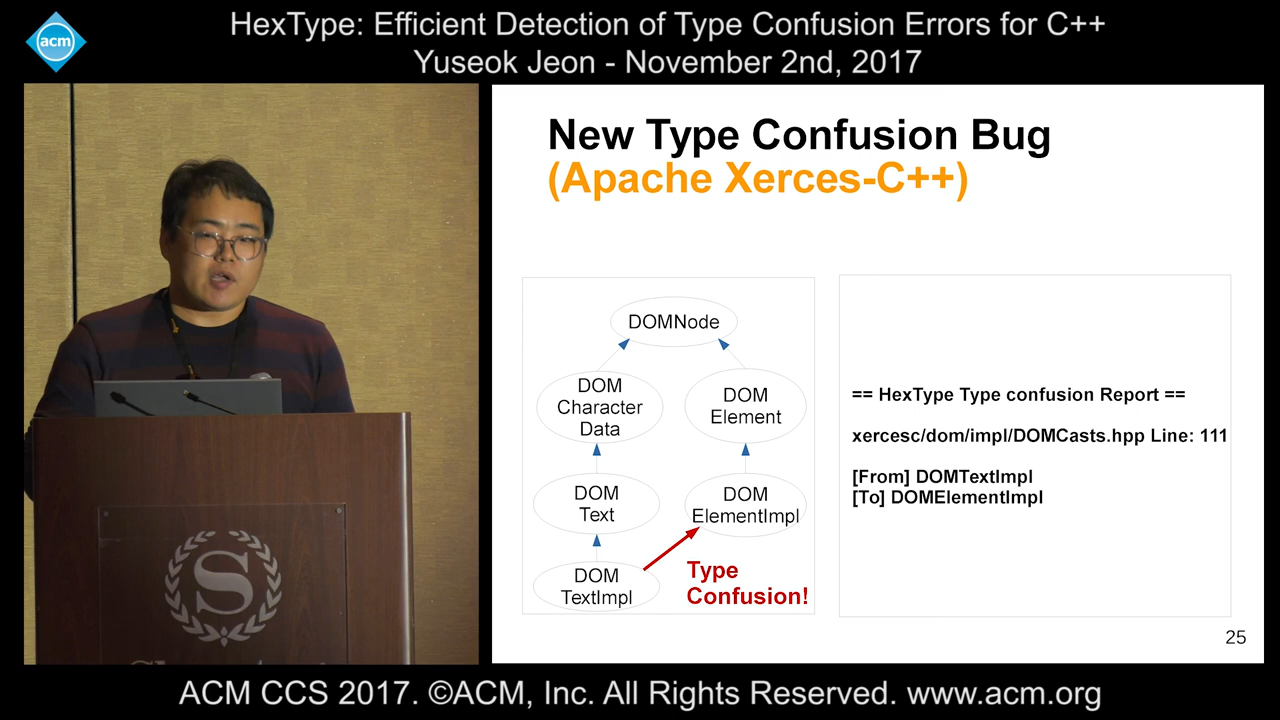 acm
HexType: Efficient Detection of Type Confusion Errors for C++
Yuseok Jeon - November 2nd, 2017
New Type Confusion Bug
(Apache Xerces-C++)
DOMNode
DOM
Character
Data
DOM
Element
DOM
Text
DOM
ElementImpl
DOM
TextImpl
Type
Confusion!
== HexType Type confusion Report ==
xercesc/dom/impl/DOMCasts.hpp Line: 111
[From] DOMTextImpl
[To] DOMElementImpl
25
S
ACM CCS 2017. ©ACM, Inc. All Rights Reserved. www.acm.org